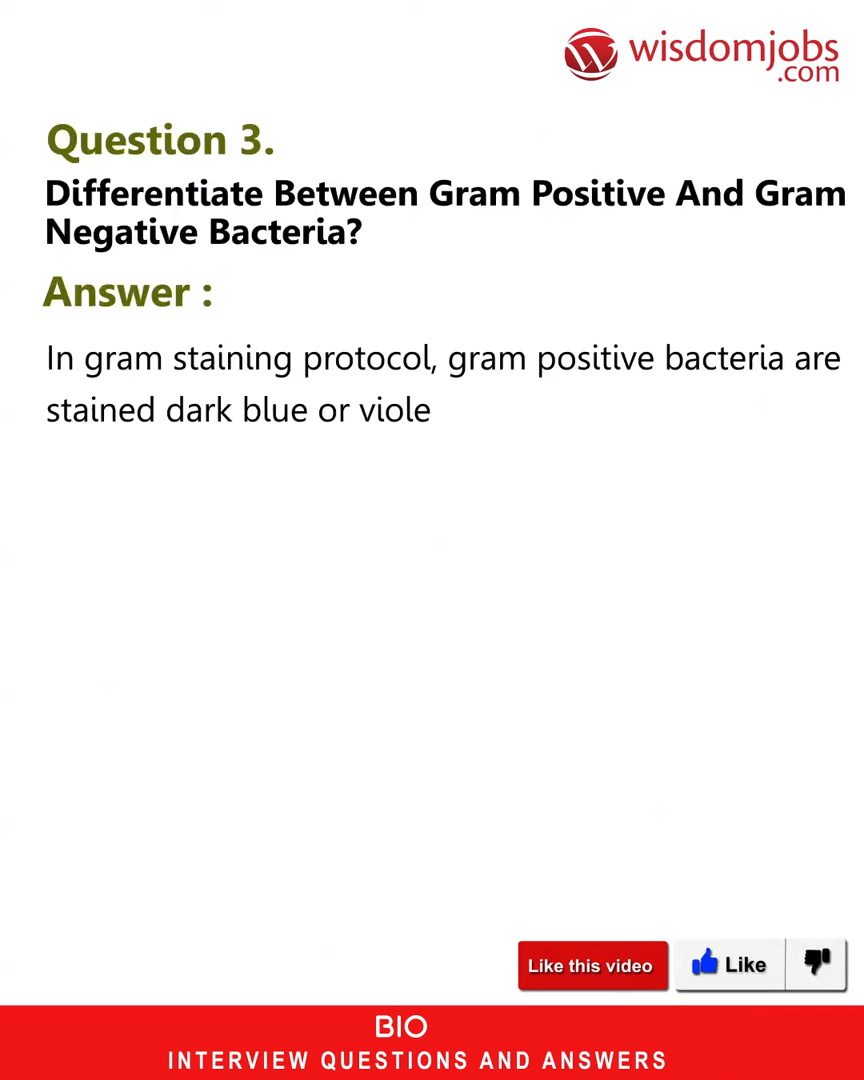 wisdomjobs
.com
Question 3.
Differentiate Between Gram Positive And Gram
Negative Bacteria?
Answer :
In gram staining protocol, gram positive bacteria are
stained dark blue or viole
Like this video
Like
BIO
INTERVIEW QUESTIONS AND ANSWERS